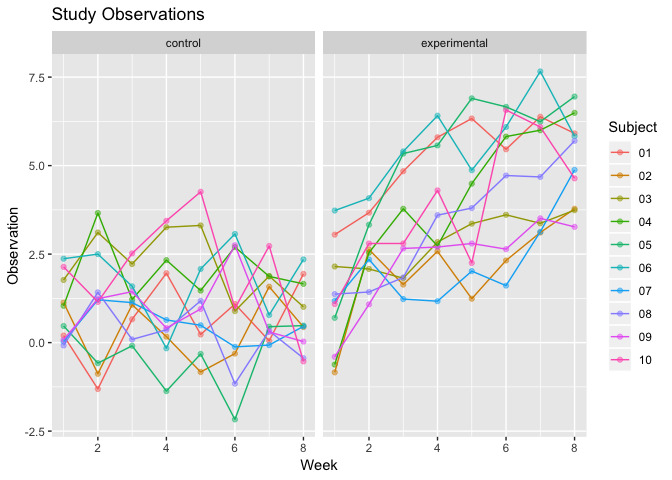 Study Observations
control
experimental
Observation
7.5
5.0
2.5
0.0
-2.5
2 4 6 8
2 4 6 8
Week
Subject
01
02
03
04
05
06
07
08
09
10